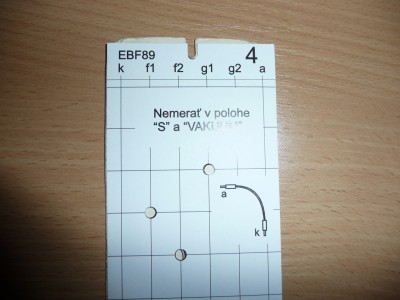 EBF89 4
k f1 f2 g1 g2 a
Nemerať v polohe
“S” a
a
k